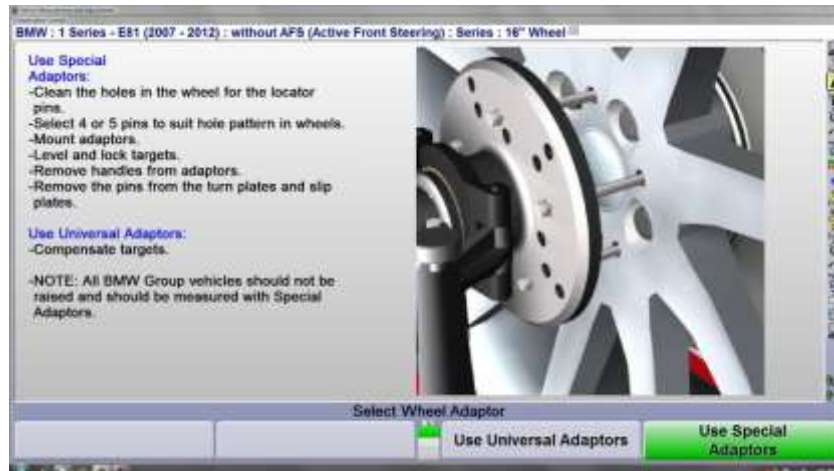 BMW : 1 Series - E81 (2007 - 2012) : without AFS (Active Front Steering) : Series : 16" Wheel
Use Special
Adaptors:
-Clean the holes in the wheel for the locator
pins.
-Select 4 or 5 pins to suit hole pattern in wheels.
-Mount adaptors.
-Level and lock targets.
-Remove handles from adaptors.
-Remove the pins from the turn plates and slip
plates.
Use Universal Adaptors:
-Compensate targets.
-NOTE: All BMW Group vehicles should not be
raised and should be measured with Special
Adaptors.
Select Wheel Adaptor
Use Universal Adaptors
Use Special
Adaptors